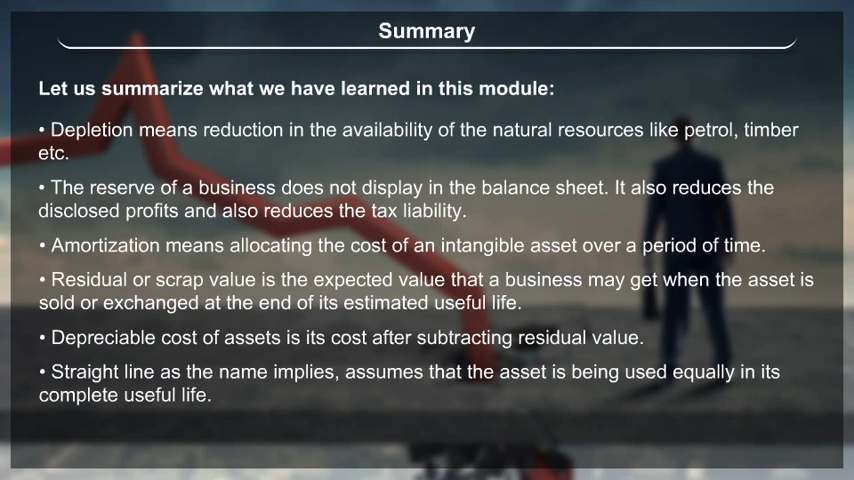 Summary
Let us summarize what we have learned in this module:
• Depletion means reduction in the availability of the natural resources like petrol, timber
etc.
• The reserve of a business does not display in the balance sheet. It also reduces the
disclosed profits and also reduces the tax liability.
• Amortization means allocating the cost of an intangible asset over a period of time.
• Residual or scrap value is the expected value that a business may get when the asset is
sold or exchanged at the end of its estimated useful life.
• Depreciable cost of assets is its cost after subtracting residual value.
• Straight line as the name implies, assumes that the asset is being used equally in its
complete useful life.